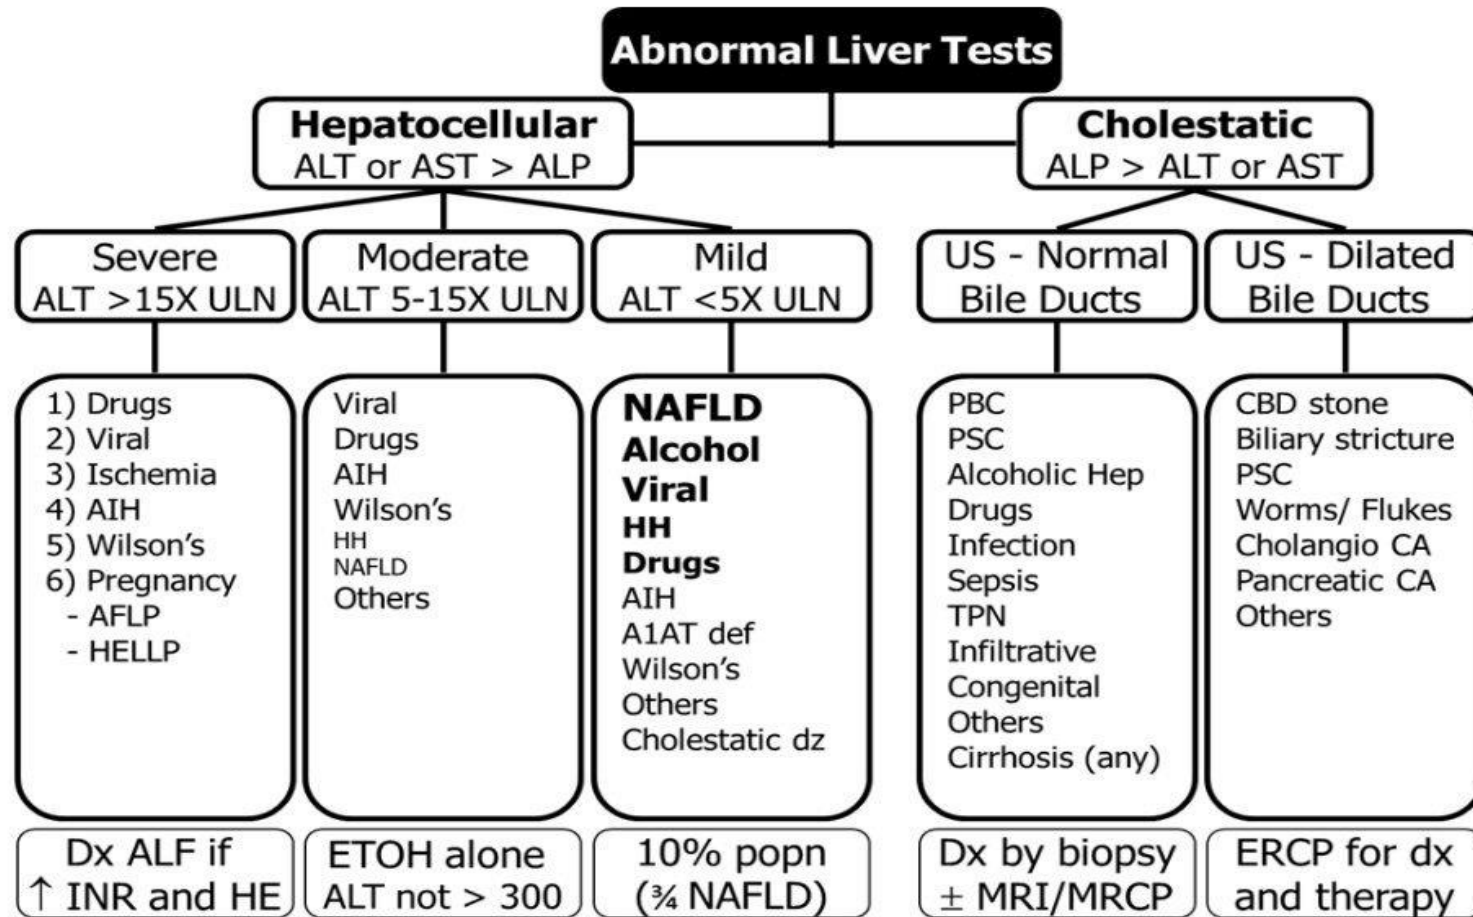 Abnormal Liver Tests
Hepatocellular
ALT or AST > ALP
Cholestatic
ALP > ALT or AST
Severe
ALT >15X ULN
Moderate
ALT 5-15X ULN
Mild
ALT <5X ULN
US - Normal
Bile Ducts
US - Dilated
Bile Ducts
1) Drugs
2) Viral
3) Ischemia
4) AIH
5) Wilson's
6) Pregnancy
- AFLP
- HELLP
Viral
Drugs
AIH
Wilson's
HH
NAFLD
Others
NAFLD
Alcohol
Viral
HH
Drugs
AIH
A1AT def
Wilson's
Others
Cholestatic dz
PBC
PSC
Alcoholic Hep
Drugs
Infection
Sepsis
TPN
Infiltrative
Congenital
Others
Cirrhosis (any)
CBD stone
Biliary stricture
PSC
Worms/ Flukes
Cholangio CA
Pancreatic CA
Others
Dx ALF if
↑ INR and HE
ETOH alone
ALT not > 300
10% popn
(¾ NAFLD)
Dx by biopsy
± MRI/MRCP
ERCP for dx
and therapy